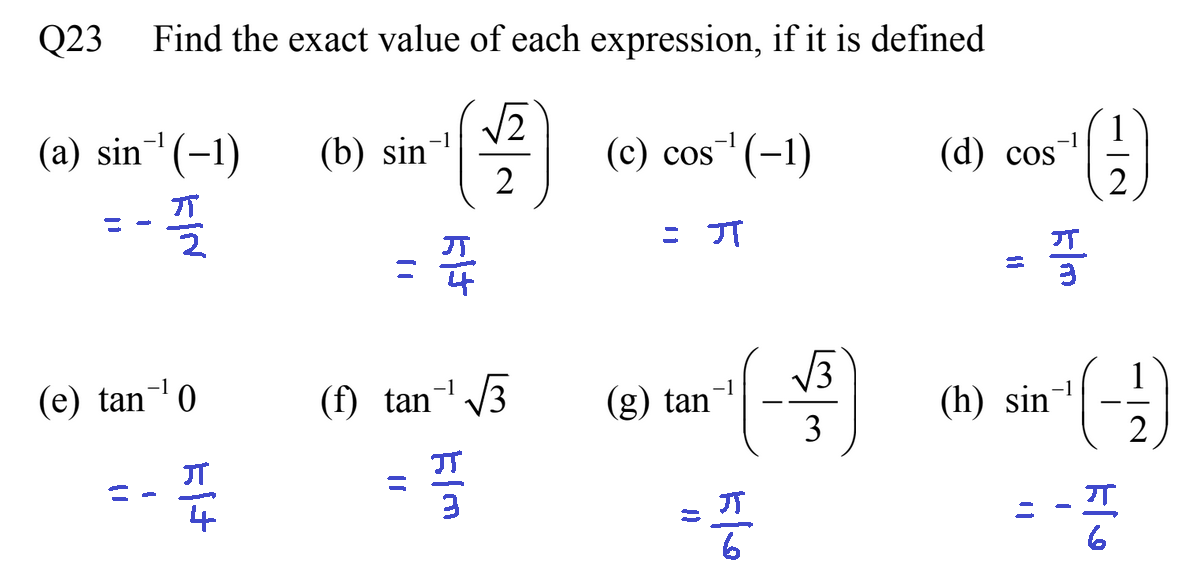 Q23 Find the exact value of each expression, if it is defined
(a) sin⁻¹(−1) (b) sin⁻¹(√2/2) (c) cos⁻¹(−1) (d) cos⁻¹(1/2)
= - π/2 = π/4 = π = π/3
(e) tan⁻¹ 0 (f) tan⁻¹ √3 (g) tan⁻¹(−√3/3) (h) sin⁻¹(−1/2)
= - π/4 = π/3 = π/6 = - π/6